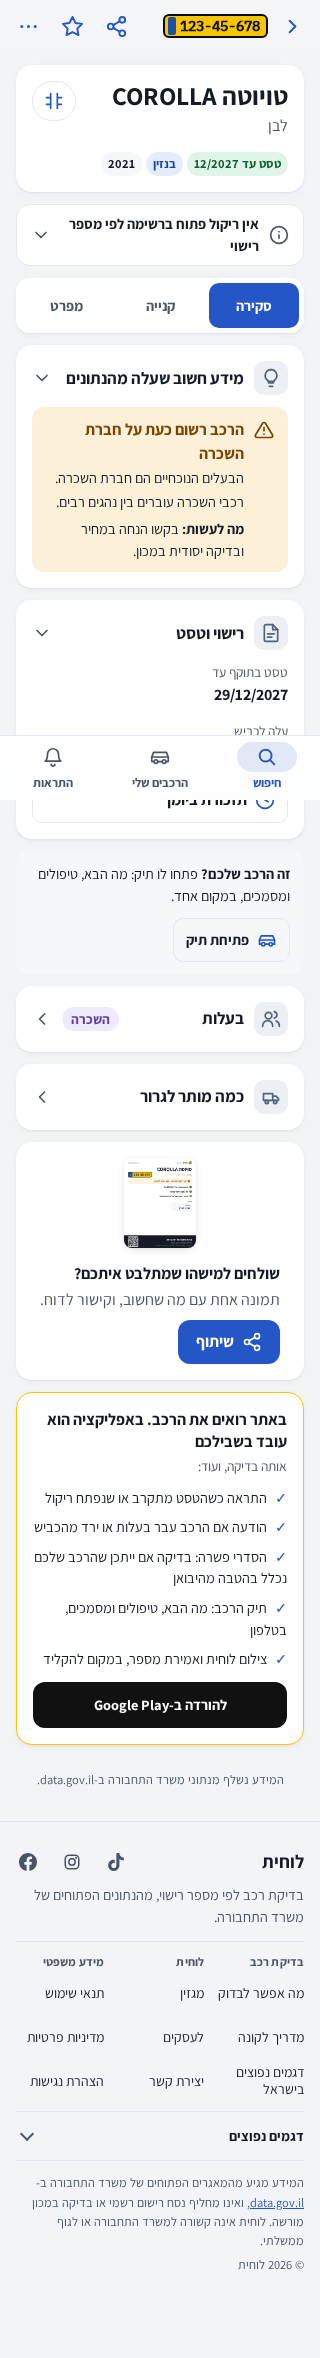 123-45-678
טויוטה COROLLA
לבן
טסט עד 12/2027
בנזין
2021
אין ריקול פתוח ברשימה לפי מספר
רישוי
סקירה
קנייה
מפרט
מידע חשוב שעלה מהנתונים
הרכב רשום כעת על חברת
השכרה
הבעלים הנוכחיים הם חברת השכרה.
רכבי השכרה עוברים בין נהגים רבים.
מה לעשות: בקשו הנחה במחיר
ובדיקה יסודית במכון.
רישוי וטסט
טסט בתוקף עד
29/12/2027
עלה לכביש
חיפוש
הרכבים שלי
התראות
תזכורת ביומן
זה הרכב שלכם? פתחו לו תיק: מה הבא, טיפולים
ומסמכים, במקום אחד.
פתיחת תיק
בעלות
השכרה
כמה מותר לגרור
שולחים למישהו שמתלבט איתכם?
תמונה אחת עם מה שחשוב, וקישור לדוח.
שיתוף
באתר רואים את הרכב. באפליקציה הוא
עובד בשבילכם
אותה בדיקה, ועוד:
✓ התראה כשהטסט מתקרב או שנפתח ריקול
✓ הודעה אם הרכב עבר בעלות או ירד מהכביש
✓ הסדרי פשרה: בדיקה אם ייתכן שהרכב שלכם
נכלל בהטבה מהיבואן
✓ תיק הרכב: מה הבא, טיפולים ומסמכים,
בטלפון
✓ צילום לוחית ואמירת מספר, במקום להקליד
להורדה ב-Google Play
המידע נשלף מנתוני משרד התחבורה ב-data.gov.il.
לוחית
בדיקת רכב לפי מספר רישוי, מהנתונים הפתוחים של
משרד התחבורה.
בדיקת רכב
לוחית
מידע משפטי
מה אפשר לבדוק
מגזין
תנאי שימוש
מדריך לקונה
לעסקים
מדיניות פרטיות
דגמים נפוצים
בישראל
יצירת קשר
הצהרת נגישות
דגמים נפוצים
המידע מגיע מהמאגרים הפתוחים של משרד התחבורה ב-
data.gov.il, ואינו מחליף נסח רישום רשמי או בדיקה במכון
מורשה. לוחית אינה קשורה למשרד התחבורה או לגוף
ממשלתי.
© 2026 לוחית